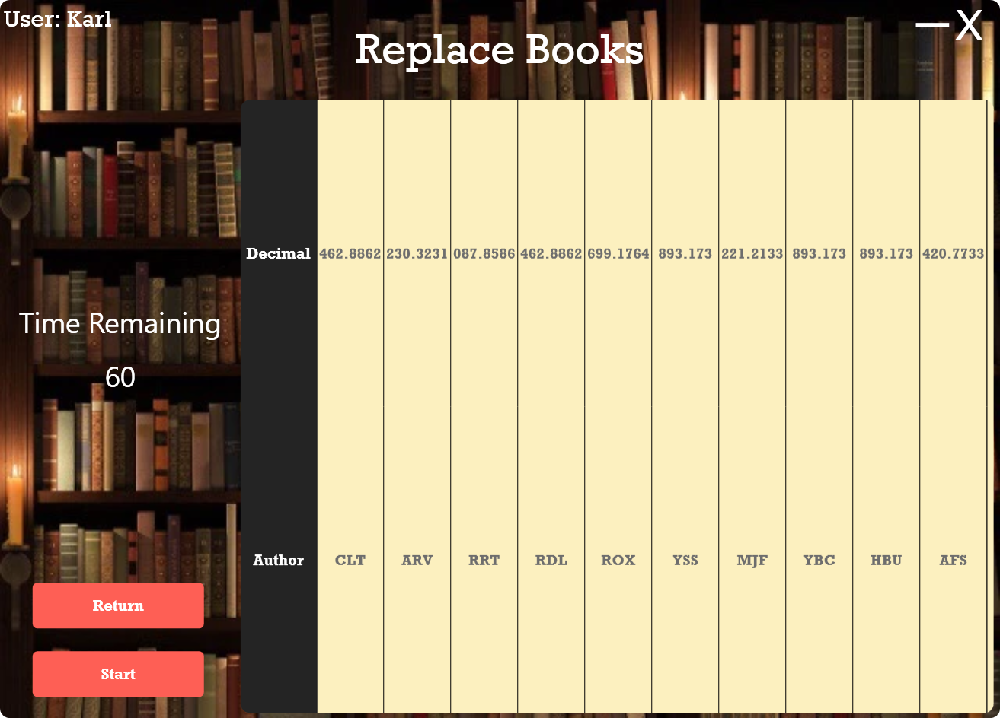 User: Karl
— X
Replace Books
Decimal 462.8862 230.3231 087.8586 462.8862 699.1764 893.173 221.2133 893.173 893.173 420.7733
Time Remaining
60
Author CLT ARV RRT RDL ROX YSS MJF YBC HBU AFS
Return
Start